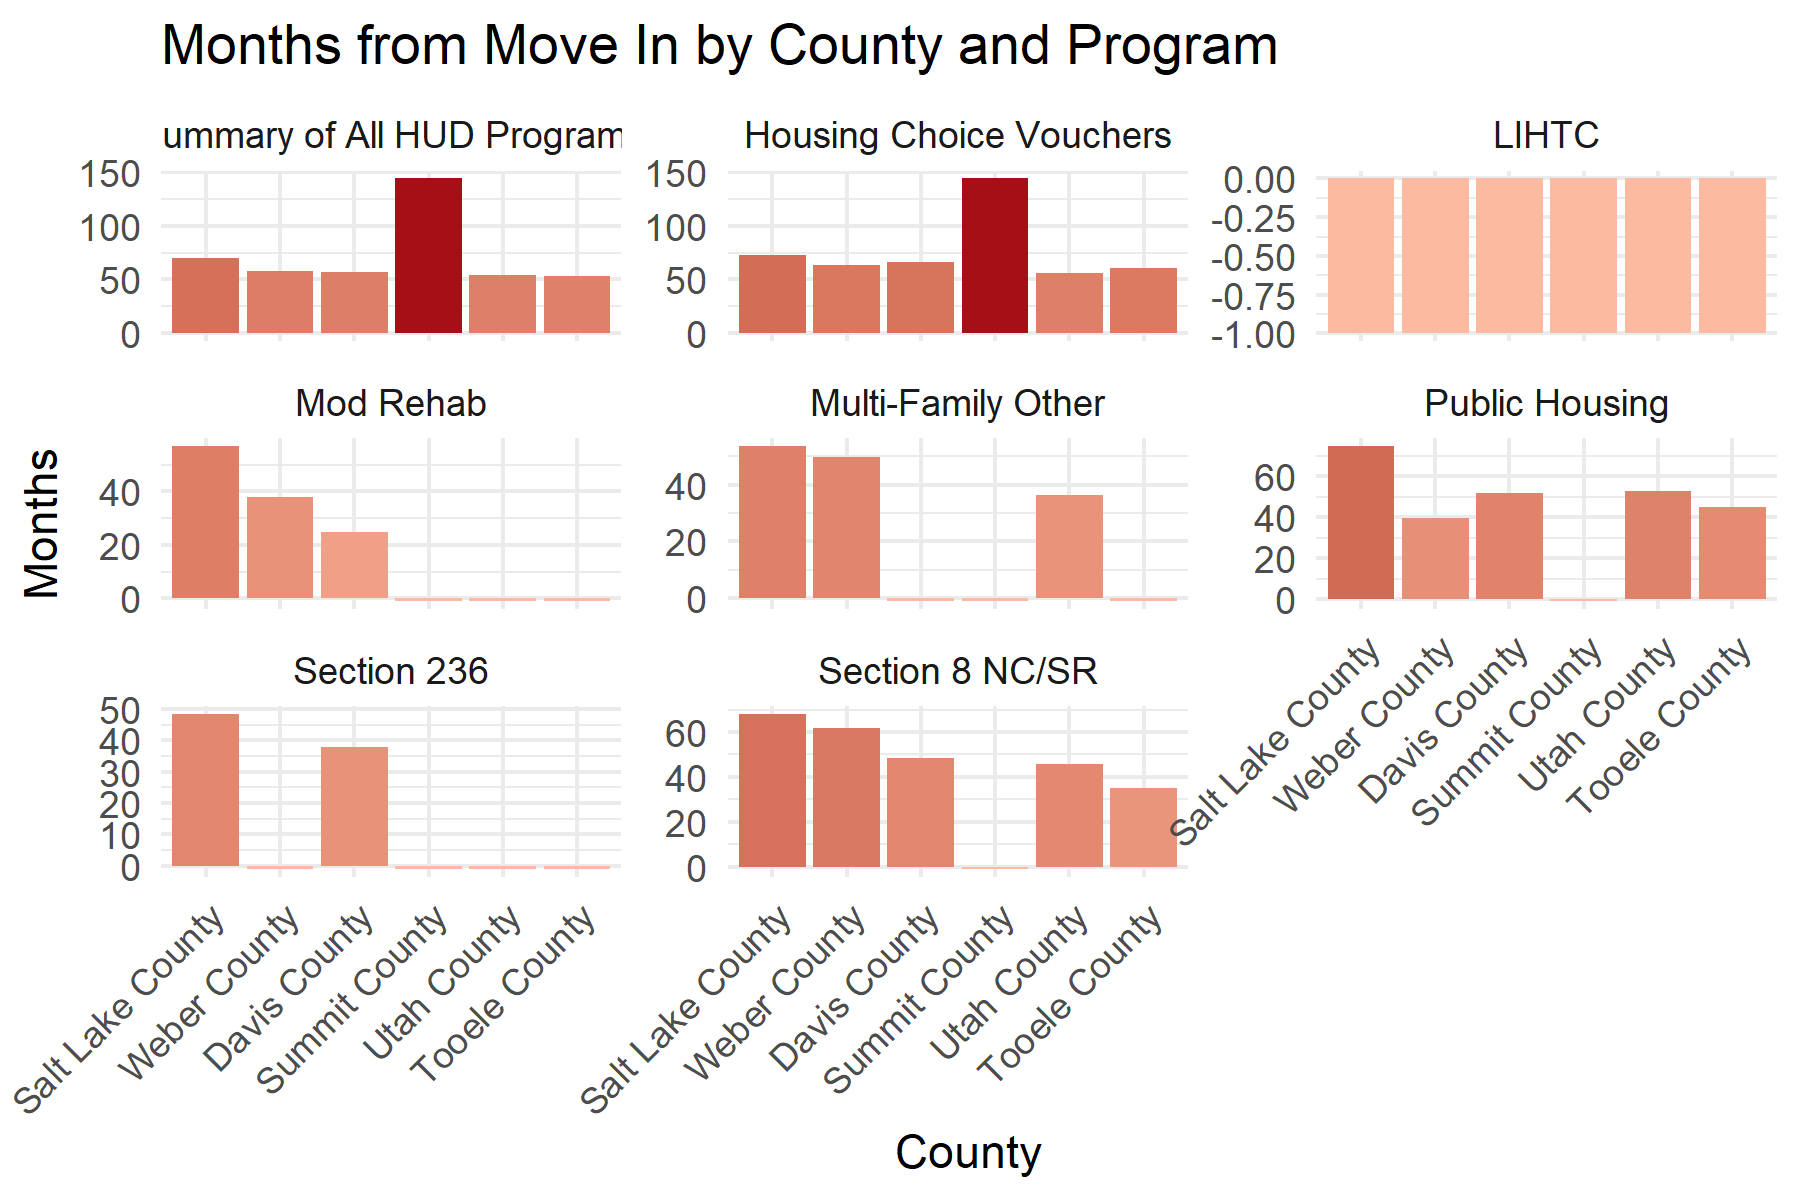 Months from Move In by County and Program
ummary of All HUD Program
Housing Choice Vouchers
LIHTC
150
100
50
0
150
100
50
0
0.00
-0.25
-0.50
-0.75
-1.00
Mod Rehab
Multi-Family Other
Public Housing
40
20
0
40
20
0
60
40
20
0
Months
Section 236
Section 8 NC/SR
50
40
30
20
10
0
60
40
20
0
Salt Lake County
Weber County
Davis County
Summit County
Utah County
Tooele County
Salt Lake County
Weber County
Davis County
Summit County
Utah County
Tooele County
Salt Lake County
Weber County
Davis County
Summit County
Utah County
Tooele County
County